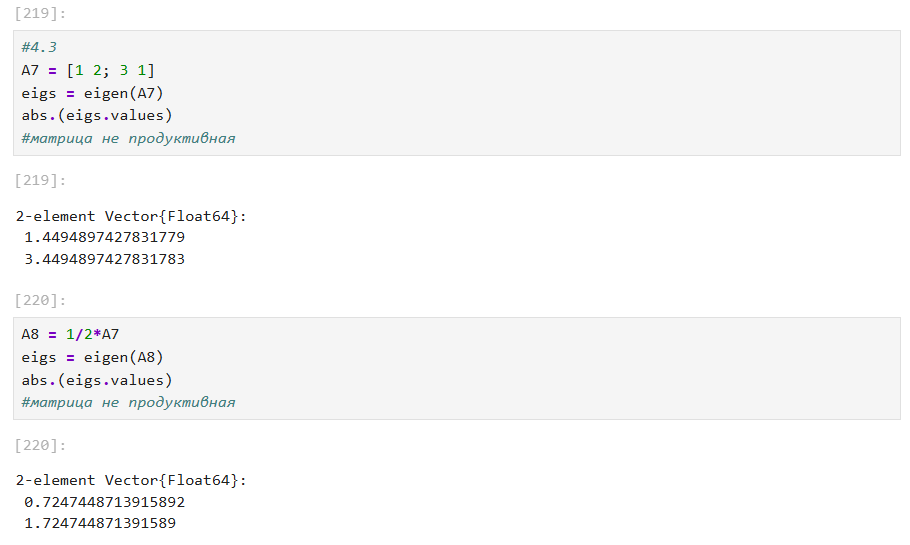 [219]:
#4.3
A7 = [1 2; 3 1]
eigs = eigen(A7)
abs.(eigs.values)
#матрица не продуктивная
[219]:
2-element Vector{Float64}:
1.4494897427831779
3.4494897427831783
[220]:
A8 = 1/2*A7
eigs = eigen(A8)
abs.(eigs.values)
#матрица не продуктивная
[220]:
2-element Vector{Float64}:
0.7247448713915892
1.724744871391589